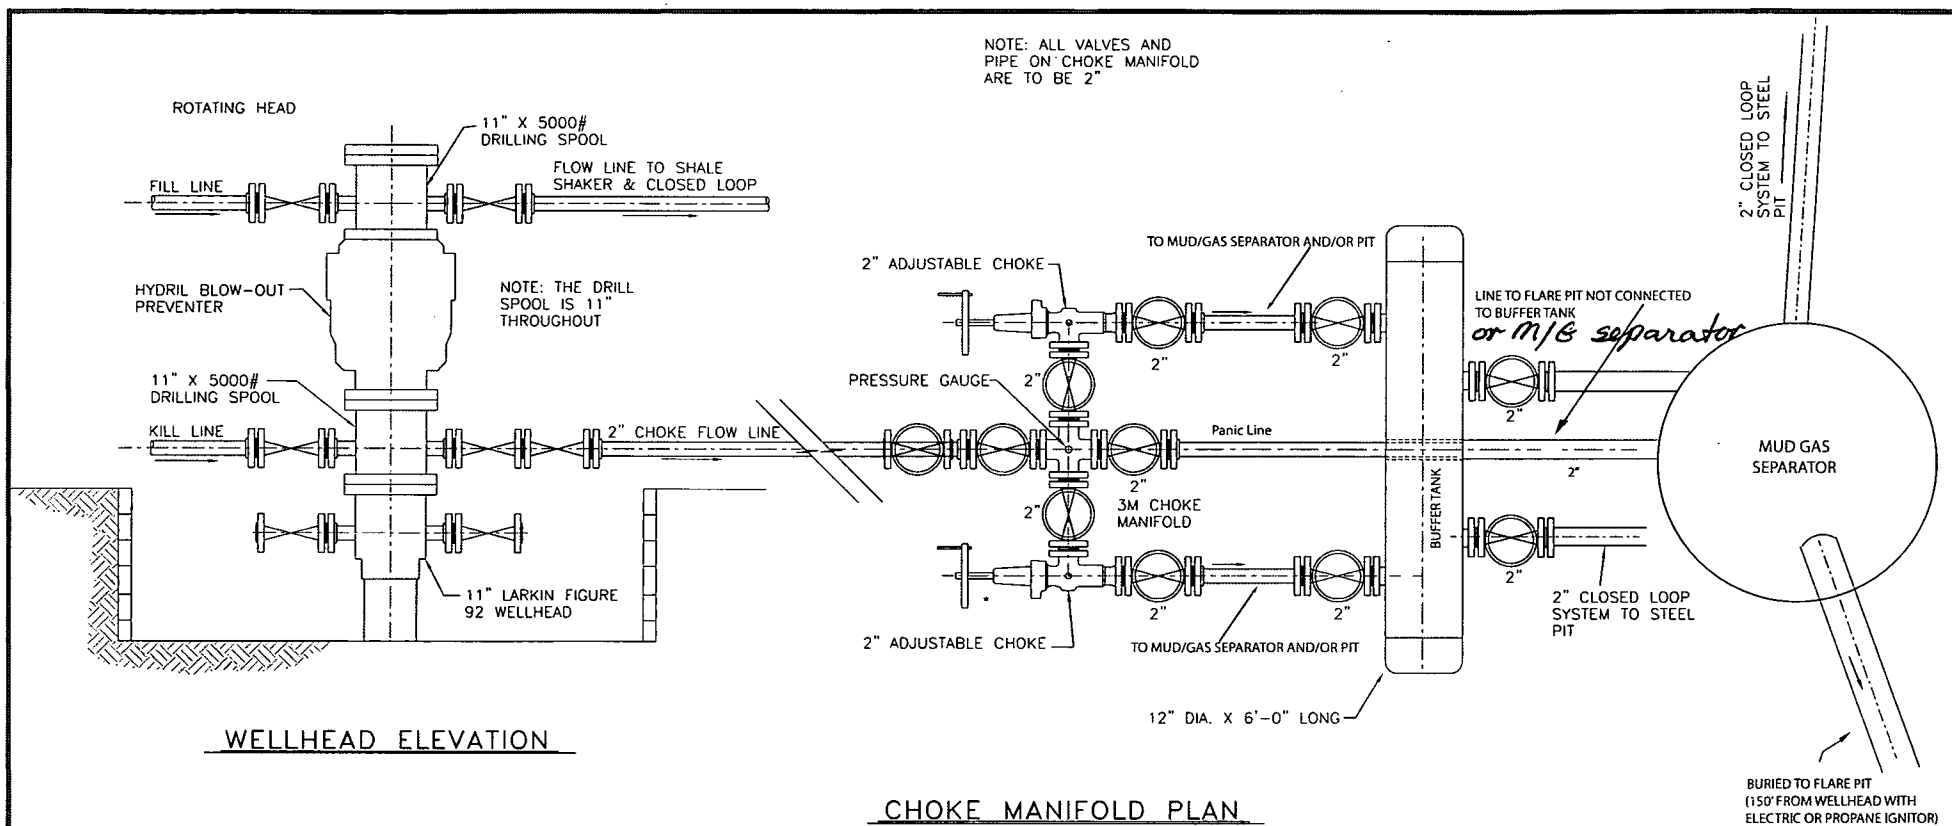 NOTE: ALL VALVES AND
PIPE ON CHOKE MANIFOLD
ARE TO BE 2"
ROTATING HEAD
11" X 5000#
DRILLING SPOOL
FILL LINE
FLOW LINE TO SHALE
SHAKER & CLOSED LOOP
HYDRIL BLOW-OUT
PREVENTER
NOTE: THE DRILL
SPOOL IS 11"
THROUGHOUT
11" X 5000#
DRILLING SPOOL
KILL LINE
2" CHOKE FLOW LINE
11" LARKIN FIGURE
92 WELLHEAD
WELLHEAD ELEVATION
2" ADJUSTABLE CHOKE
TO MUD/GAS SEPARATOR AND/OR PIT
2"
2"
2"
PRESSURE GAUGE
Panic Line
2"
3M CHOKE
MANIFOLD
2"
2"
2"
2" ADJUSTABLE CHOKE
TO MUD/GAS SEPARATOR AND/OR PIT
BUFFER TANK
12" DIA. X 6'-0" LONG
CHOKE MANIFOLD PLAN
2" CLOSED LOOP
SYSTEM TO STEEL
PIT
LINE TO FLARE PIT NOT CONNECTED
TO BUFFER TANK
or M/G separator
2"
2"
2"
MUD GAS
SEPARATOR
2" CLOSED LOOP
SYSTEM TO STEEL
PIT
BURIED TO FLARE PIT
(150' FROM WELLHEAD WITH
ELECTRIC OR PROPANE IGNITOR)